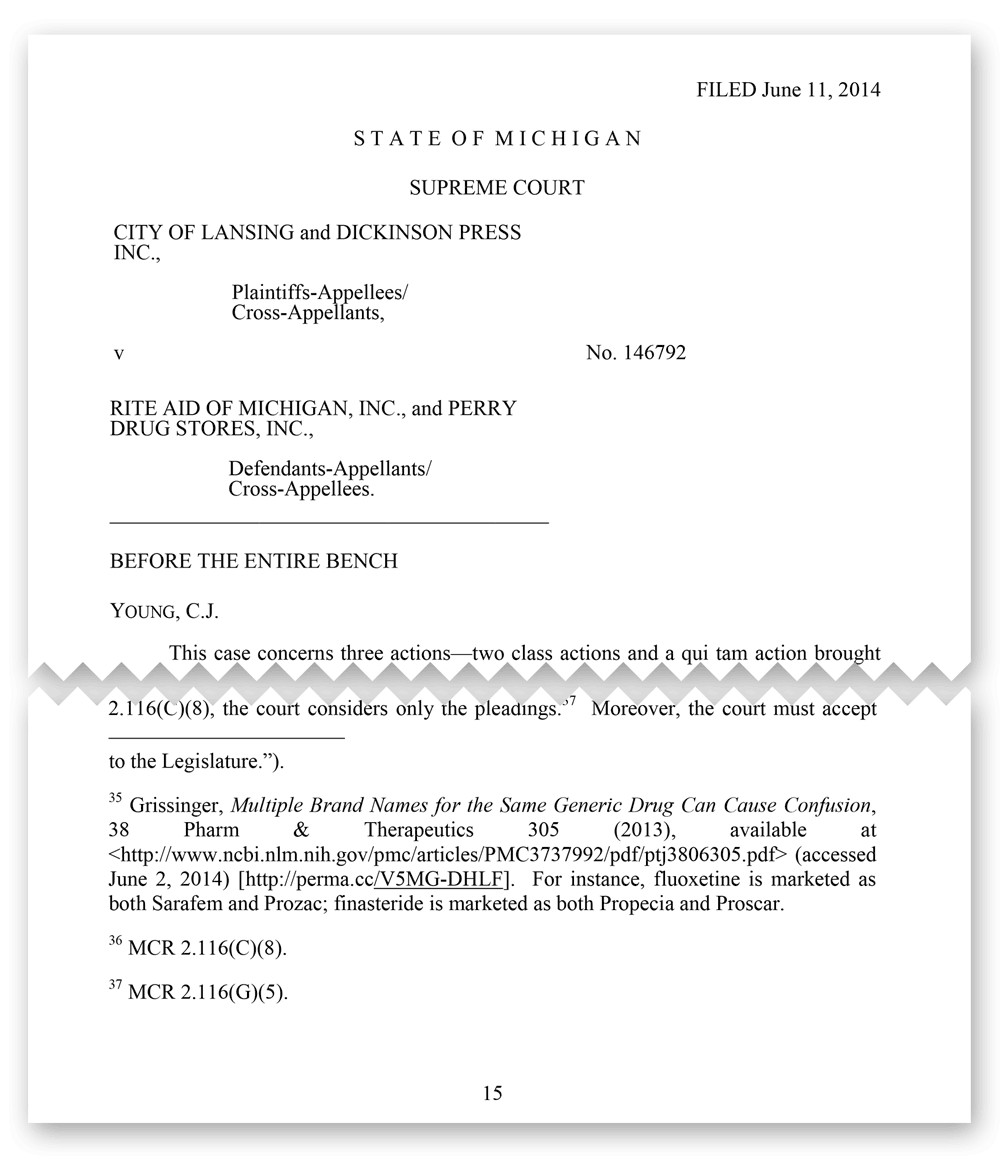 FILED June 11, 2014
STATE OF MICHIGAN
SUPREME COURT
CITY OF LANSING and DICKINSON PRESS
INC.,
Plaintiffs-Appellees/
Cross-Appellants,
v No. 146792
RITE AID OF MICHIGAN, INC., and PERRY
DRUG STORES, INC.,
Defendants-Appellants/
Cross-Appellees.
BEFORE THE ENTIRE BENCH
YOUNG, C.J.
This case concerns three actions—two class actions and a qui tam action brought
2.116(C)(8), the court considers only the pleadings.37 Moreover, the court must accept
to the Legislature.”).
35 Grissinger, Multiple Brand Names for the Same Generic Drug Can Cause Confusion,
38 Pharm & Therapeutics 305 (2013), available at
<http://www.ncbi.nlm.nih.gov/pmc/articles/PMC3737992/pdf/ptj3806305.pdf> (accessed
June 2, 2014) [http://perma.cc/V5MG-DHLF]. For instance, fluoxetine is marketed as
both Sarafem and Prozac; finasteride is marketed as both Propecia and Proscar.
36 MCR 2.116(C)(8).
37 MCR 2.116(G)(5).
15